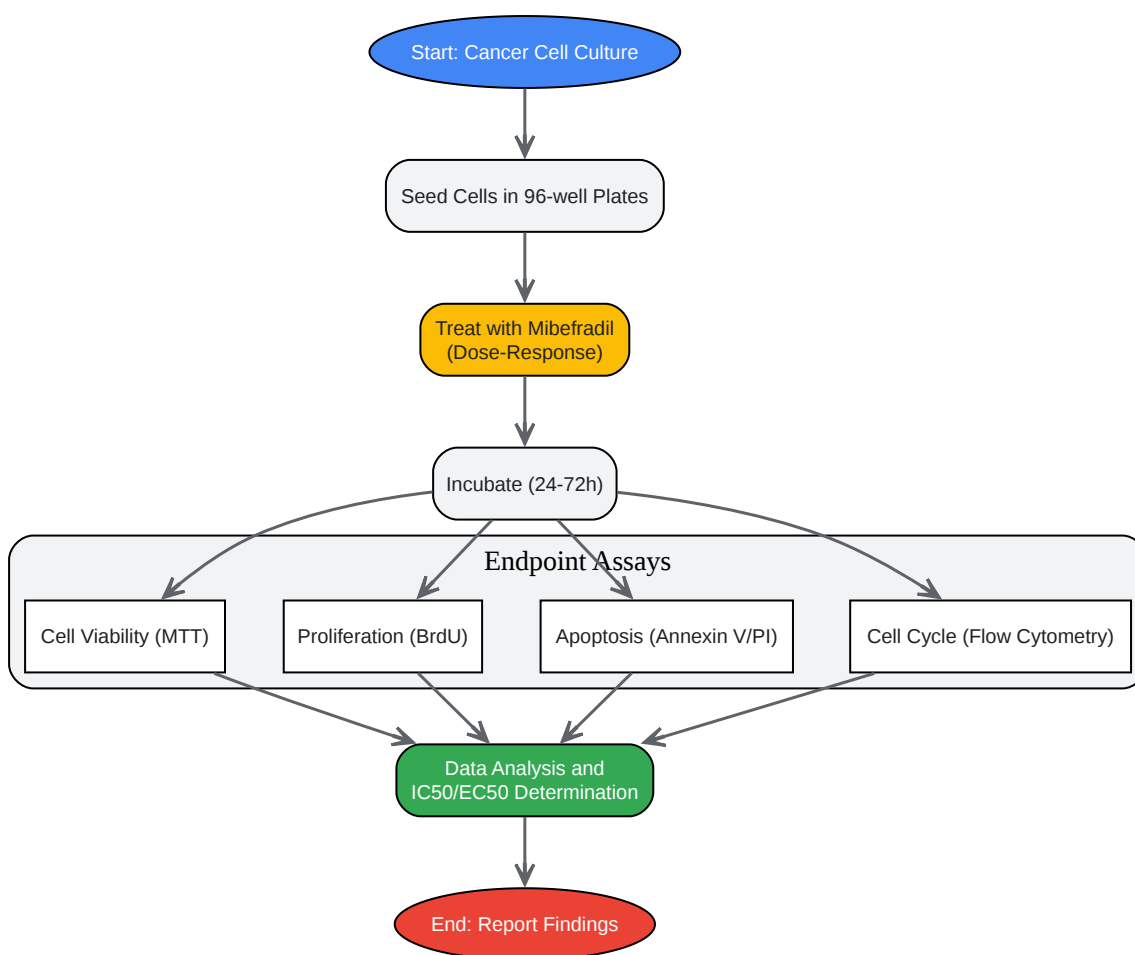 Start: Cancer Cell Culture
Seed Cells in 96-well Plates
Treat with Mibefradil
(Dose-Response)
Incubate (24-72h)
Endpoint Assays
Cell Viability (MTT)
Proliferation (BrdU)
Apoptosis (Annexin V/PI)
Cell Cycle (Flow Cytometry)
Data Analysis and
IC50/EC50 Determination
End: Report Findings